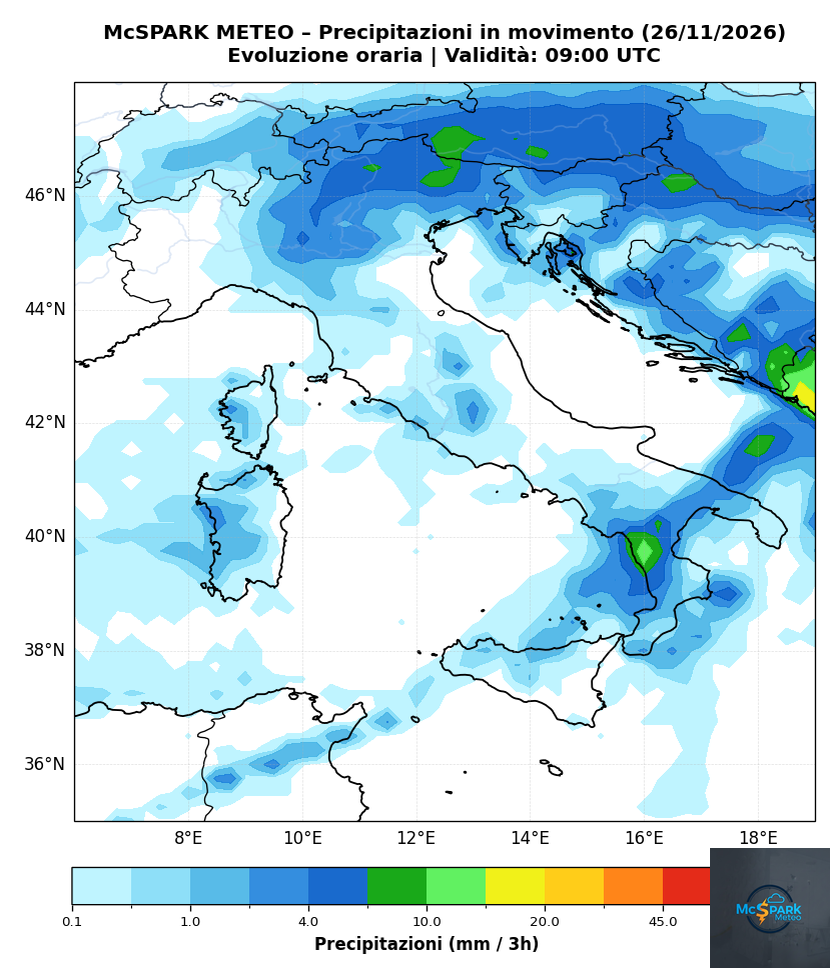 McSPARK METEO – Precipitazioni in movimento (26/11/2026)
Evoluzione oraria | Validità: 09:00 UTC
46°N
44°N
42°N
40°N
38°N
36°N
8°E 10°E 12°E 14°E 16°E 18°E
0.1 1.0 4.0 10.0 20.0 45.0
Precipitazioni (mm / 3h)
McSPARK
Meteo